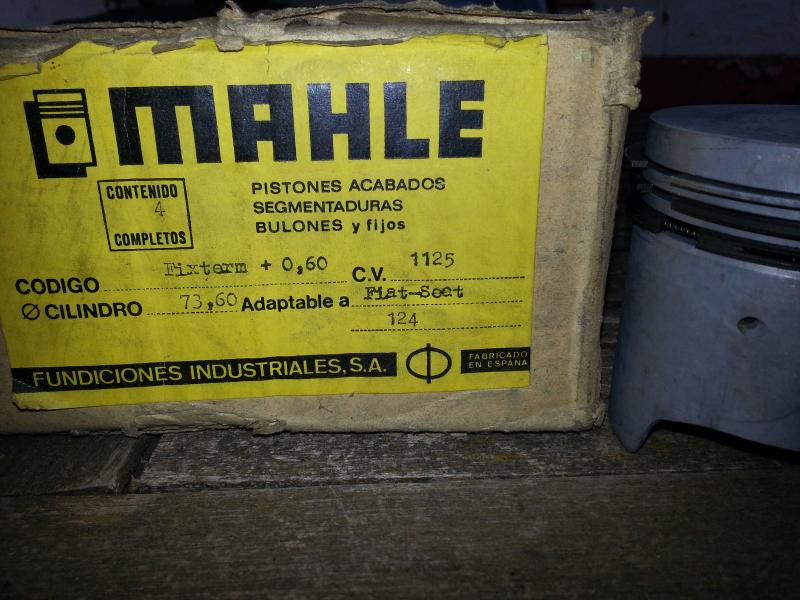 MAHLE
CONTENIDO
4
COMPLETOS
PISTONES ACABADOS
SEGMENTADURAS
BULONES y fijos
CODIGO Fixterm + 0,60 C.V. 1125
Ø CILINDRO 73,60 Adaptable a Fiat-Seat
124
FUNDICIONES INDUSTRIALES, S.A.
FABRICADO
EN ESPAÑA